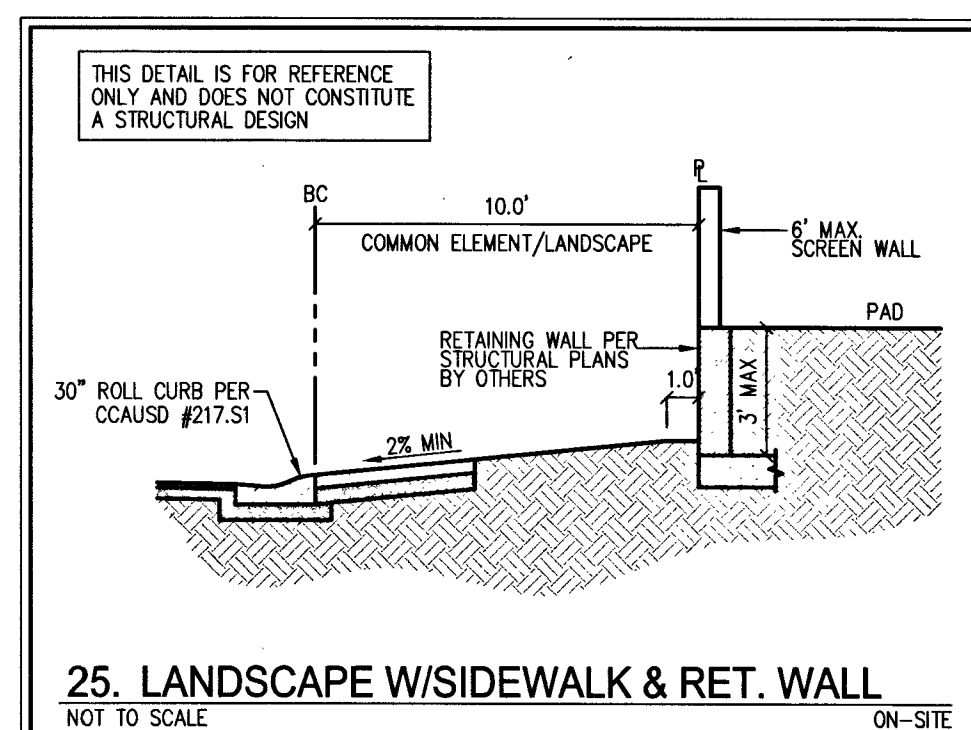 THIS DETAIL IS FOR REFERENCE
ONLY AND DOES NOT CONSTITUTE
A STRUCTURAL DESIGN
PL
BC
10.0'
COMMON ELEMENT/LANDSCAPE
6' MAX.
SCREEN WALL
PAD
RETAINING WALL PER
STRUCTURAL PLANS
BY OTHERS
1.0'
3' MAX
30" ROLL CURB PER
CCAUSD #217.S1
2% MIN
25. LANDSCAPE W/SIDEWALK & RET. WALL
NOT TO SCALE
ON-SITE